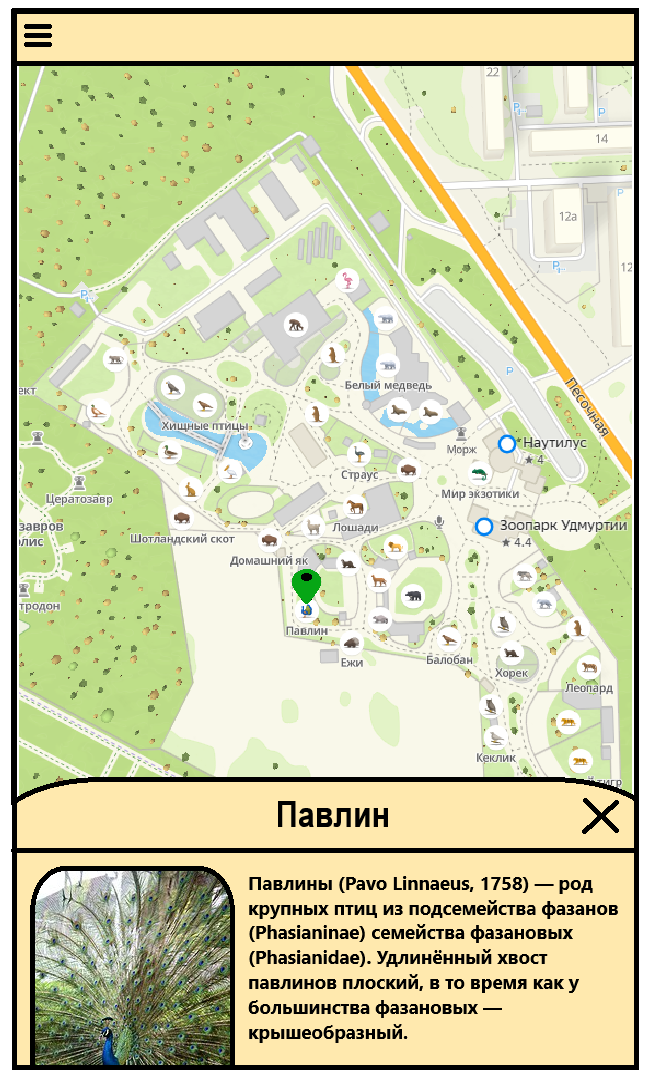 22
P
P
14
P
12а
12
P
P
P
Песочная
ект
Белый медведь
Хищные птицы
Морж
Наутилус
★ 4
Страус
Мир экзотики
Цератозавр
Лошади
Зоопарк Удмуртии
★ 4.4
завров
лис
Шотландский скот
Домашний як
тродон
Павлин
Ежи
Балобан
Хорек
Леопард
Кеклик
тигр
Павлин
Павлины (Pavo Linnaeus, 1758) — род
крупных птиц из подсемейства фазанов
(Phasianinae) семейства фазановых
(Phasianidae). Удлинённый хвост
павлинов плоский, в то время как у
большинства фазановых —
крышеобразный.